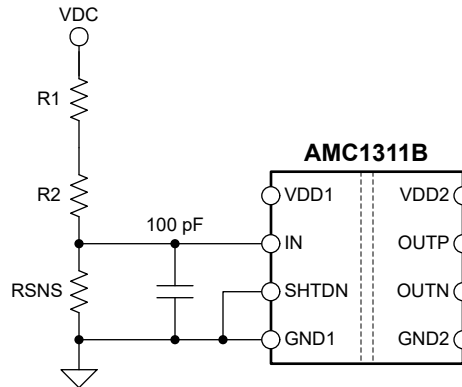 VDC
R1
R2
RSNS
100 pF
AMC1311B
VDD1
IN
SHTDN
GND1
VDD2
OUTP
OUTN
GND2